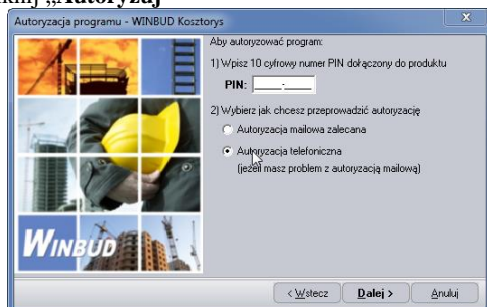 „Autoryzuj”
Autoryzacja programu - WINBUD Kosztorys
Aby autoryzować program:
1) Wpisz 10 cyfrowy numer PIN dołączony do produktu
PIN: _____-_____
2) Wybierz jak chcesz przeprowadzić autoryzację
Autoryzacja mailowa zalecana
Autoryzacja telefoniczna
(jeżeli masz problem z autoryzacją mailową)
WINBUD
< Wstecz Dalej > Anuluj